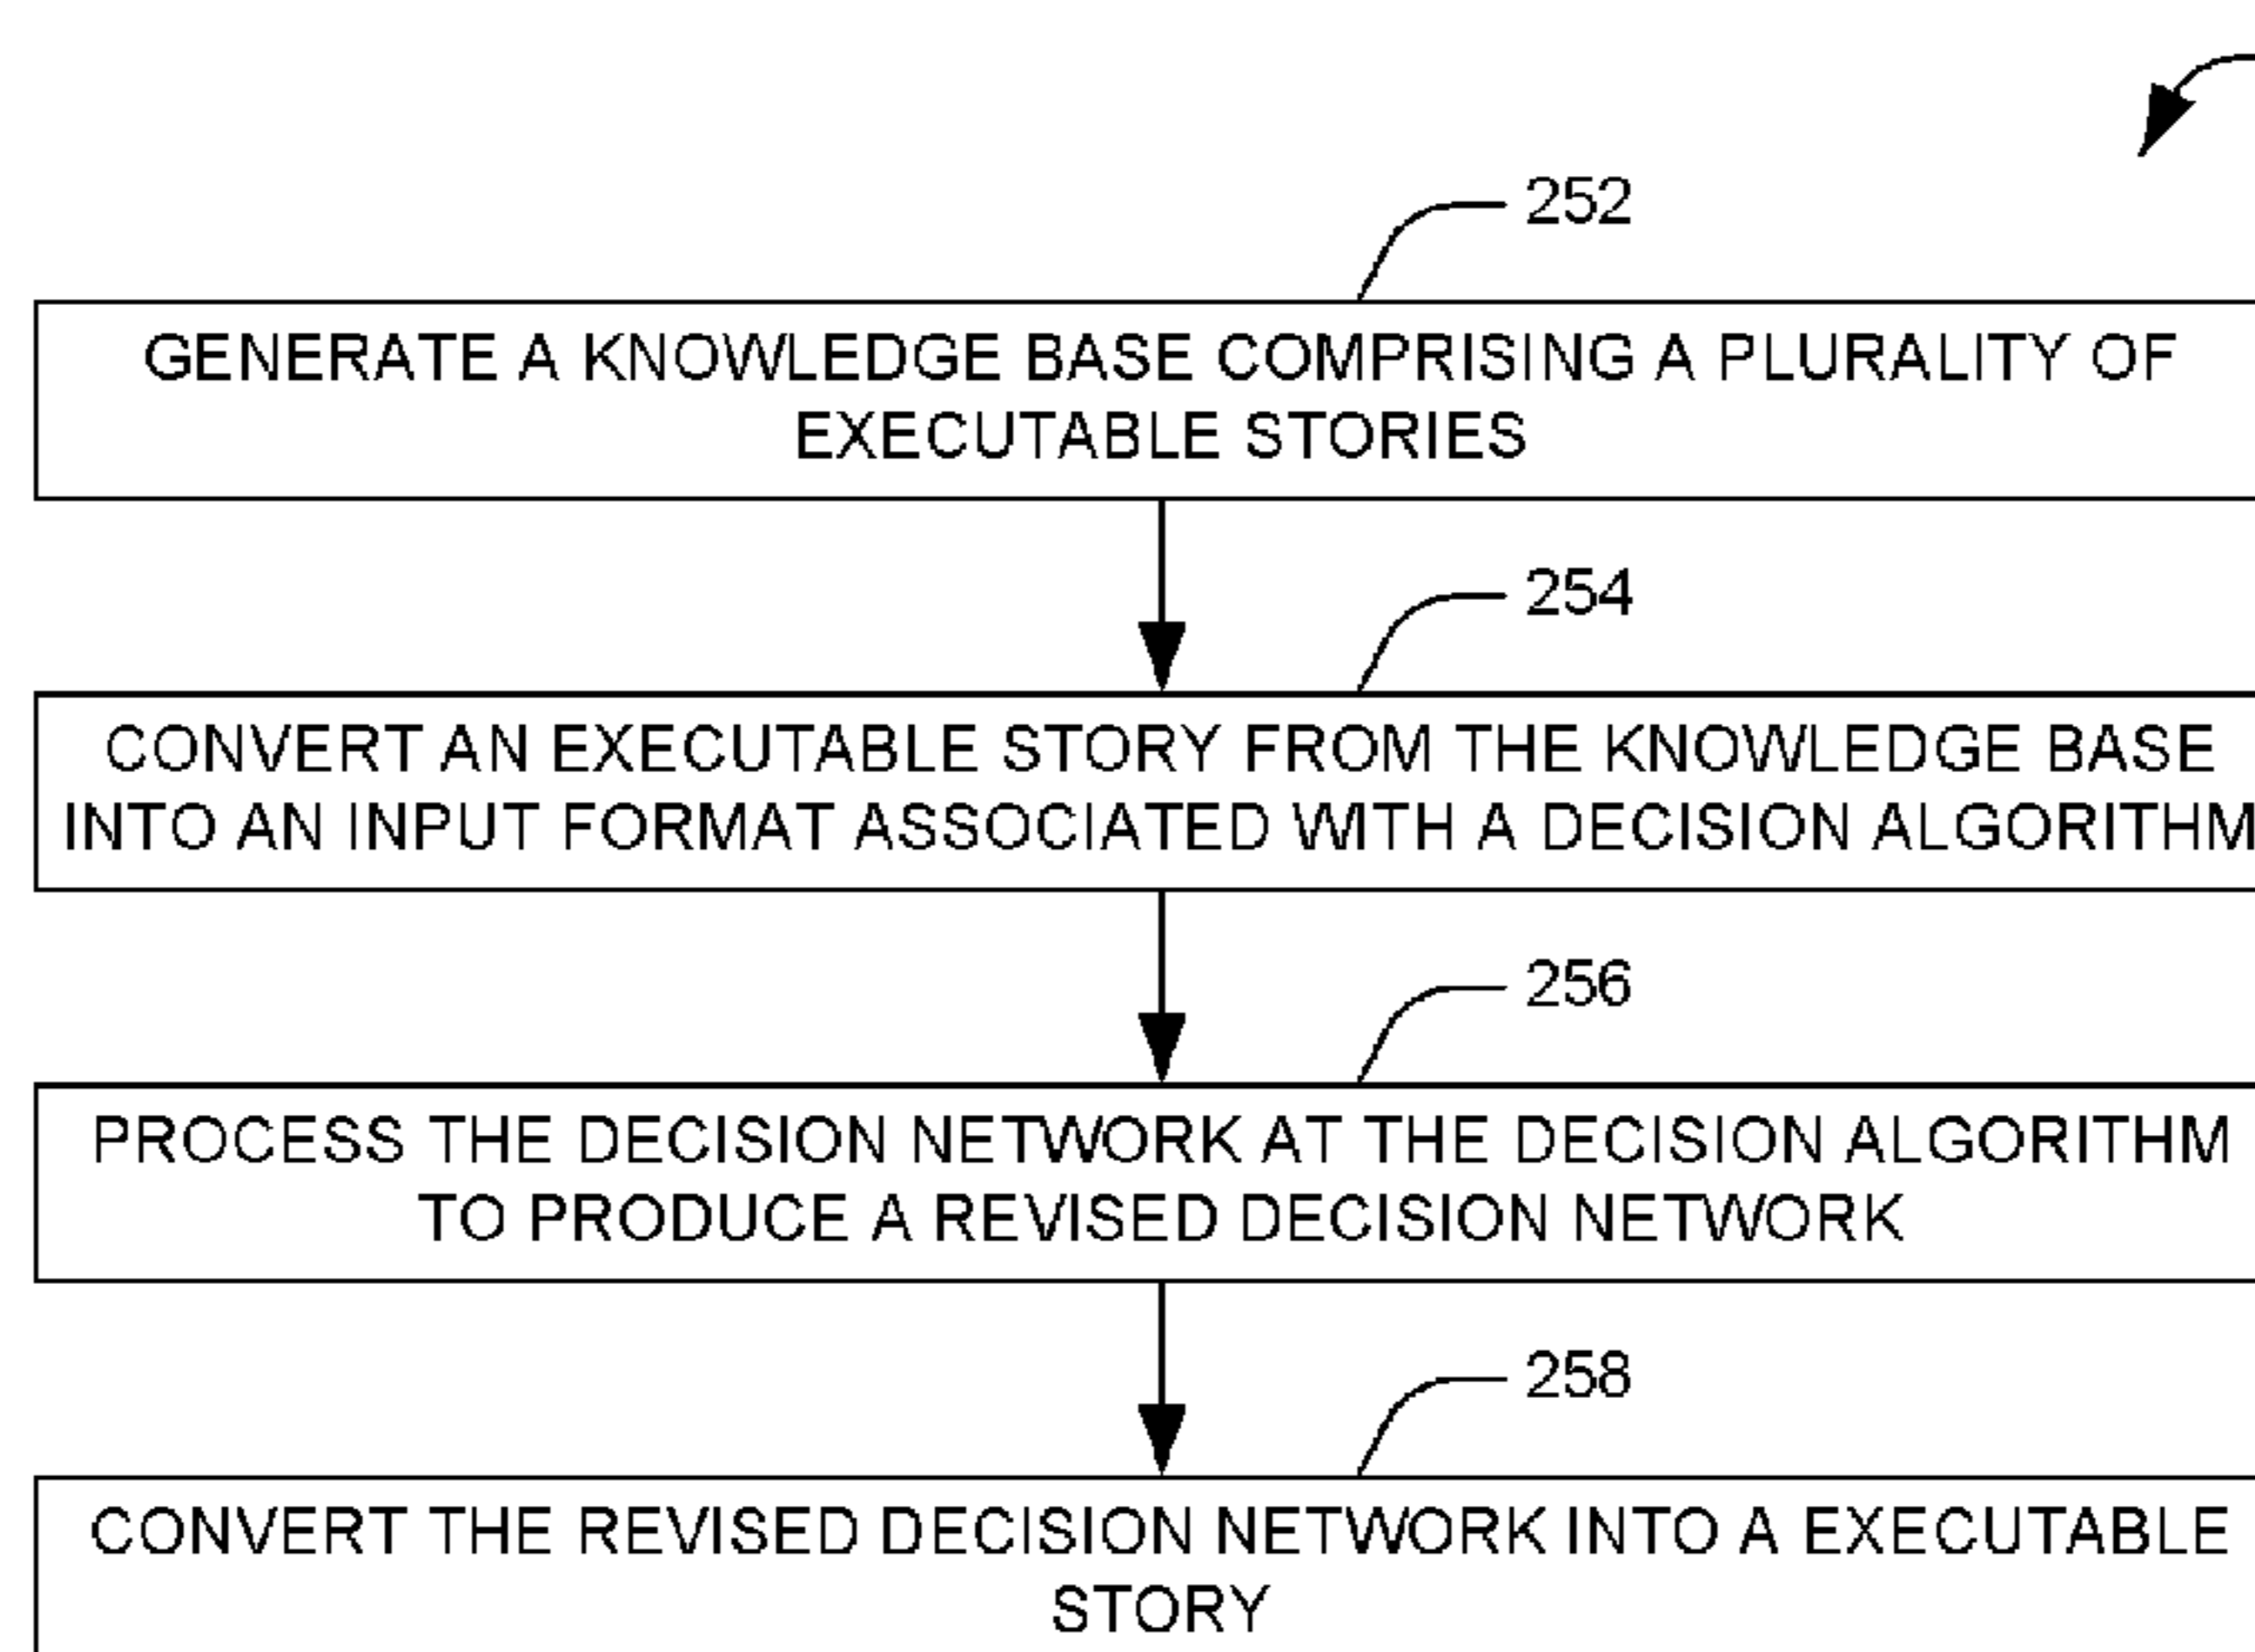 252
GENERATE A KNOWLEDGE BASE COMPRISING A PLURALITY OF
EXECUTABLE STORIES
254
CONVERT AN EXECUTABLE STORY FROM THE KNOWLEDGE BASE
INTO AN INPUT FORMAT ASSOCIATED WITH A DECISION ALGORITHM
256
PROCESS THE DECISION NETWORK AT THE DECISION ALGORITHM
TO PRODUCE A REVISED DECISION NETWORK
258
CONVERT THE REVISED DECISION NETWORK INTO A EXECUTABLE
STORY